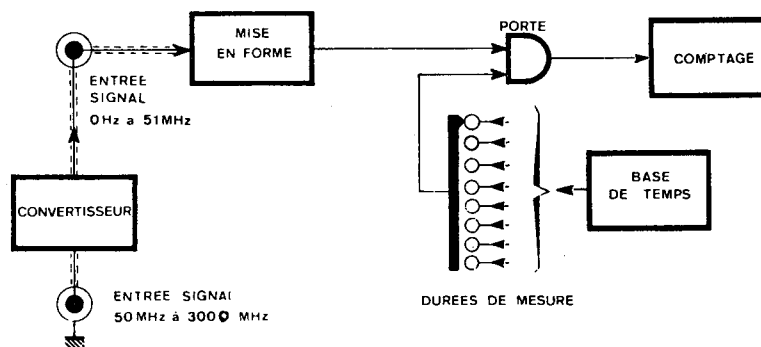 MISE
EN FORME
PORTE
COMPTAGE
ENTREE
SIGNAL
0Hz a 51MHz
CONVERTISSEUR
BASE
DE TEMPS
ENTREE SIGNAL
50MHz á 3000 MHz
DUREES DE MESURE